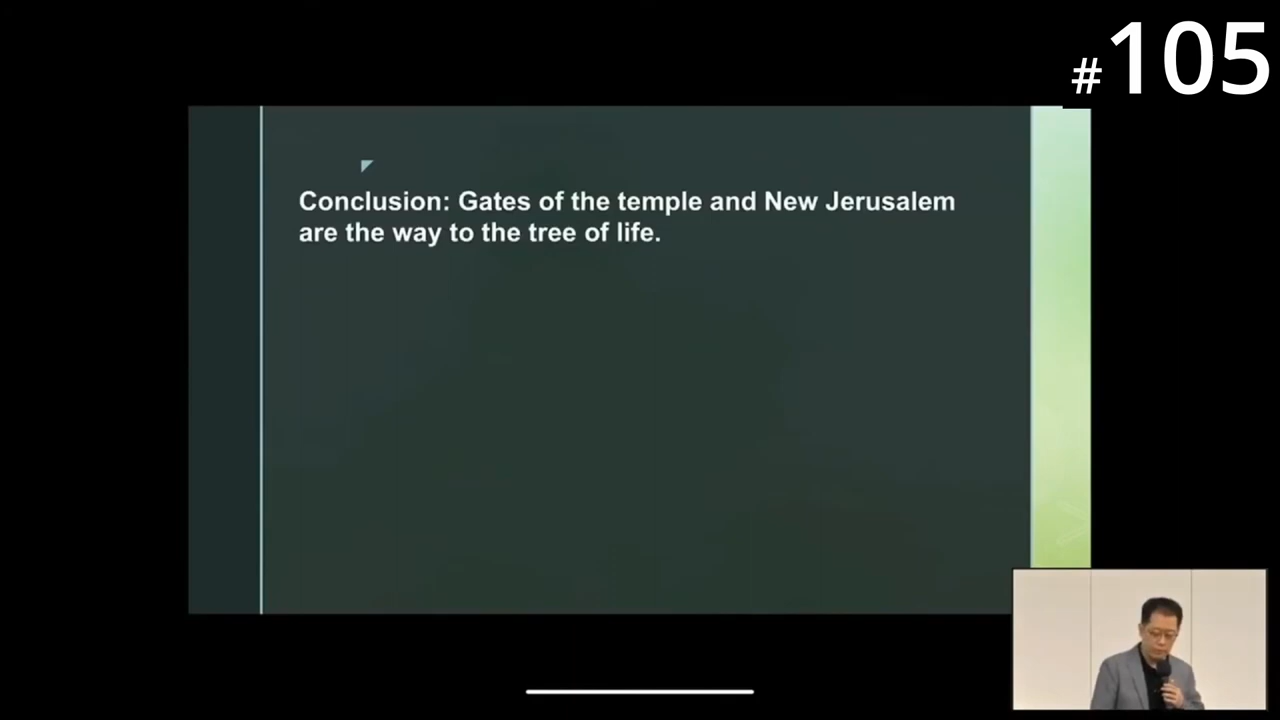 #105
Conclusion: Gates of the temple and New Jerusalem
are the way to the tree of life.